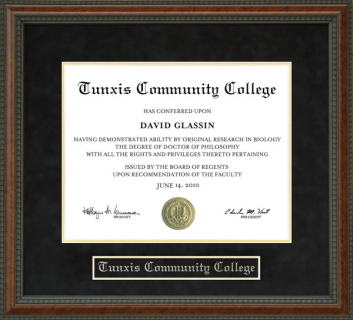 Tunxis Community College
HAS CONFERRED UPON
DAVID GLASSIN
HAVING DEMONSTRATED ABILITY BY ORIGINAL RESEARCH IN BIOLOGY
THE DEGREE OF DOCTOR OF PHILOSOPHY
WITH ALL THE RIGHTS AND PRIVILEGES THERETO PERTAINING
ISSUED BY THE BOARD OF REGENTS
UPON RECOMMENDATION OF THE FACULTY
JUNE 14, 2010
PROVOST
PRESIDENT
Tunxis Community College